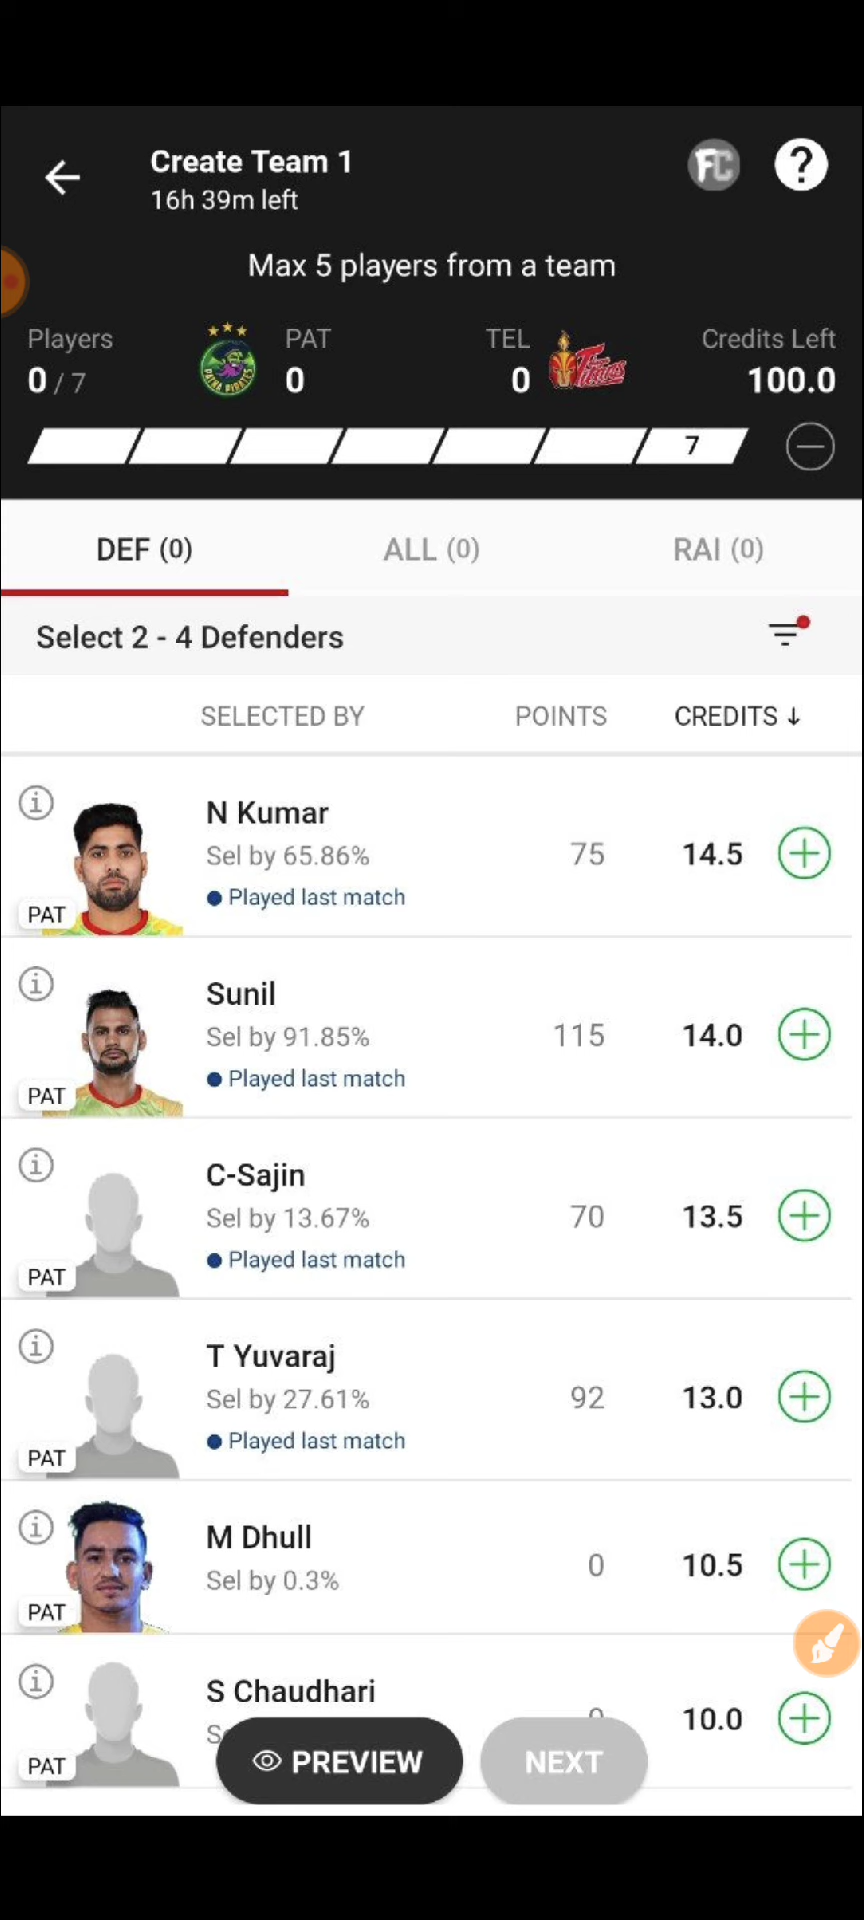 Create Team 1
16h 39m left
FC
?
Max 5 players from a team
Players
0 / 7
PATNA PIRATES
PAT
0
TEL
0
Titans
Credits Left
100.0
7
DEF (0)
ALL (0)
RAI (0)
Select 2 - 4 Defenders
SELECTED BY
POINTS
CREDITS ↓
N Kumar
Sel by 65.86%
Played last match
PAT
75
14.5
Sunil
Sel by 91.85%
Played last match
PAT
115
14.0
C-Sajin
Sel by 13.67%
Played last match
PAT
70
13.5
T Yuvaraj
Sel by 27.61%
Played last match
PAT
92
13.0
M Dhull
Sel by 0.3%
PAT
0
10.5
S Chaudhari
PAT
10.0
PREVIEW
NEXT